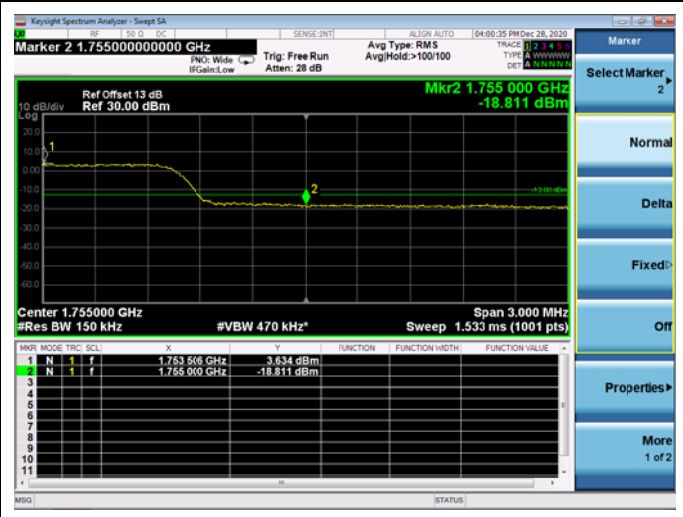 Keysight Spectrum Analyzer - Swept SA
RF 50 Ω DC SENSE:INT ALIGN AUTO 04:00:35 PM Dec 28, 2020
Marker 2 1.755000000000 GHz
PNO: Wide
IFGain:Low
Trig: Free Run
Atten: 28 dB
Avg Type: RMS
Avg|Hold:>100/100
TRACE 1 2 3 4 5 6
TYPE A WWWWW
DET A N N N N N
Mkr2 1.755 000 GHz
-18.811 dBm
Ref Offset 13 dB
Ref 30.00 dBm
10 dB/div
Log
20.0
10.0
0.00
-10.0
-20.0
-30.0
-40.0
-50.0
-60.0
1
2
-13.00 dBm
Center 1.755000 GHz Span 3.000 MHz
#Res BW 150 kHz #VBW 470 kHz* Sweep 1.533 ms (1001 pts)
MKR MODE TRC SCL X Y FUNCTION FUNCTION WIDTH FUNCTION VALUE
1 N 1 f 1.753 506 GHz 3.634 dBm
2 N 1 f 1.755 000 GHz -18.811 dBm
3
4
5
6
7
8
9
10
11
MSG STATUS
Marker
Select Marker
2
Normal
Delta
Fixed
Off
Properties
More
1 of 2